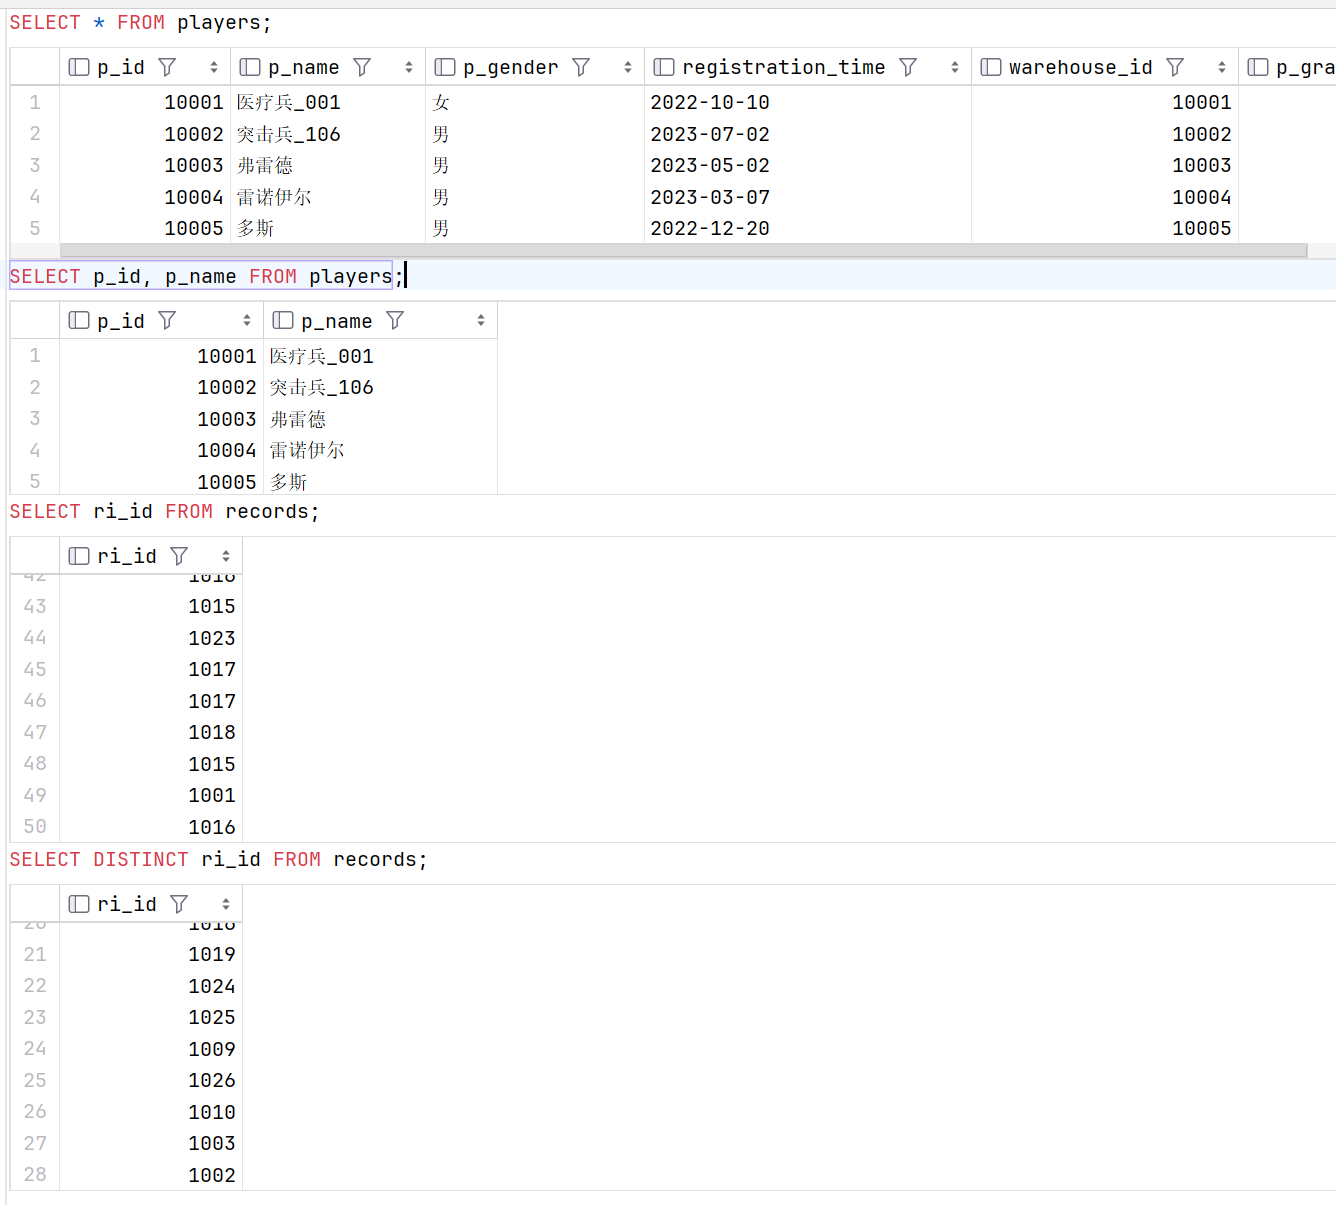 SELECT * FROM players;
p_id p_name p_gender registration_time warehouse_id p_gra
1 10001 医疗兵_001 女 2022-10-10 10001
2 10002 突击兵_106 男 2023-07-02 10002
3 10003 弗雷德 男 2023-05-02 10003
4 10004 雷诺伊尔 男 2023-03-07 10004
5 10005 多斯 男 2022-12-20 10005
SELECT p_id, p_name FROM players;
p_id p_name
1 10001 医疗兵_001
2 10002 突击兵_106
3 10003 弗雷德
4 10004 雷诺伊尔
5 10005 多斯
SELECT ri_id FROM records;
ri_id
42 1016
43 1015
44 1023
45 1017
46 1017
47 1018
48 1015
49 1001
50 1016
SELECT DISTINCT ri_id FROM records;
ri_id
20
21 1019
22 1024
23 1025
24 1009
25 1026
26 1010
27 1003
28 1002